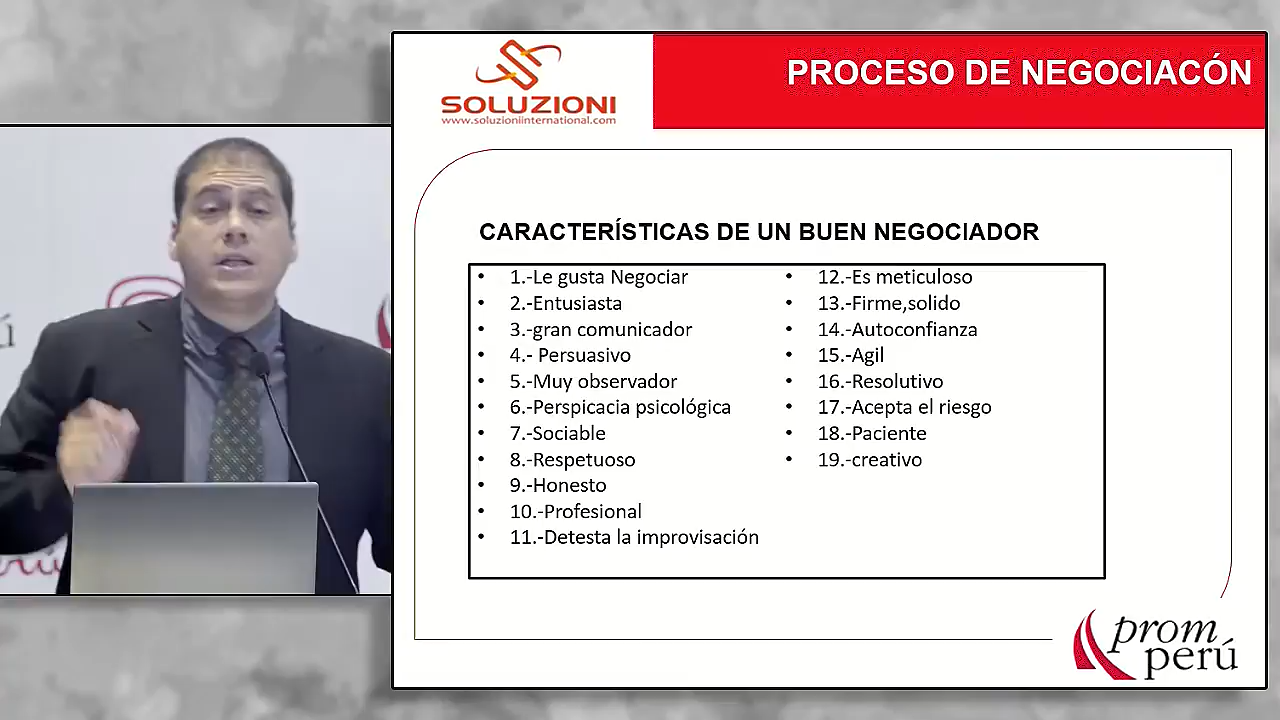 SOLUZIONI
www.soluzioniinternational.com
PROCESO DE NEGOCIACÓN
CARACTERÍSTICAS DE UN BUEN NEGOCIADOR
• 1.-Le gusta Negociar
• 2.-Entusiasta
• 3.-gran comunicador
• 4.- Persuasivo
• 5.-Muy observador
• 6.-Perspicacia psicológica
• 7.-Sociable
• 8.-Respetuoso
• 9.-Honesto
• 10.-Profesional
• 11.-Detesta la improvisación
• 12.-Es meticuloso
• 13.-Firme,solido
• 14.-Autoconfianza
• 15.-Agil
• 16.-Resolutivo
• 17.-Acepta el riesgo
• 18.-Paciente
• 19.-creativo
prom
perú